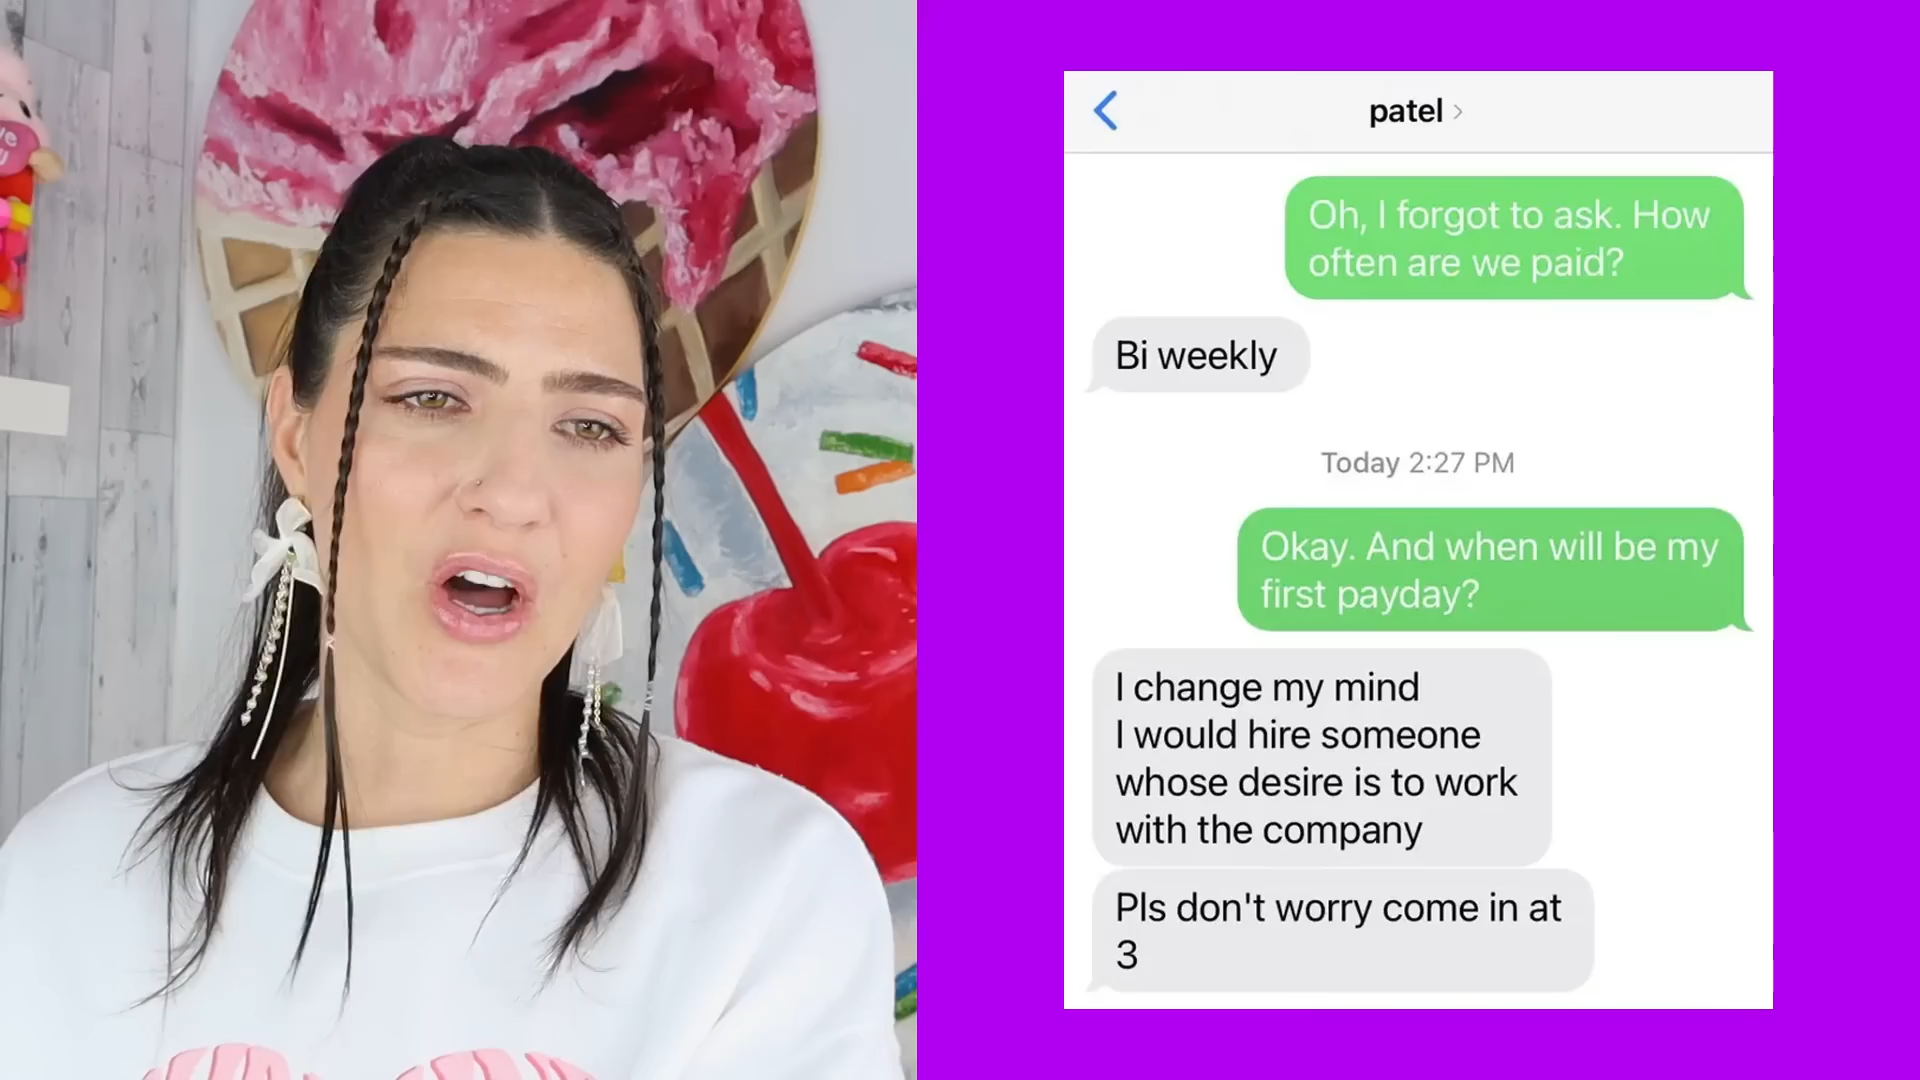 patel
Oh, I forgot to ask. How
often are we paid?
Bi weekly
Today 2:27 PM
Okay. And when will be my
first payday?
I change my mind
I would hire someone
whose desire is to work
with the company
Pls don't worry come in at
3